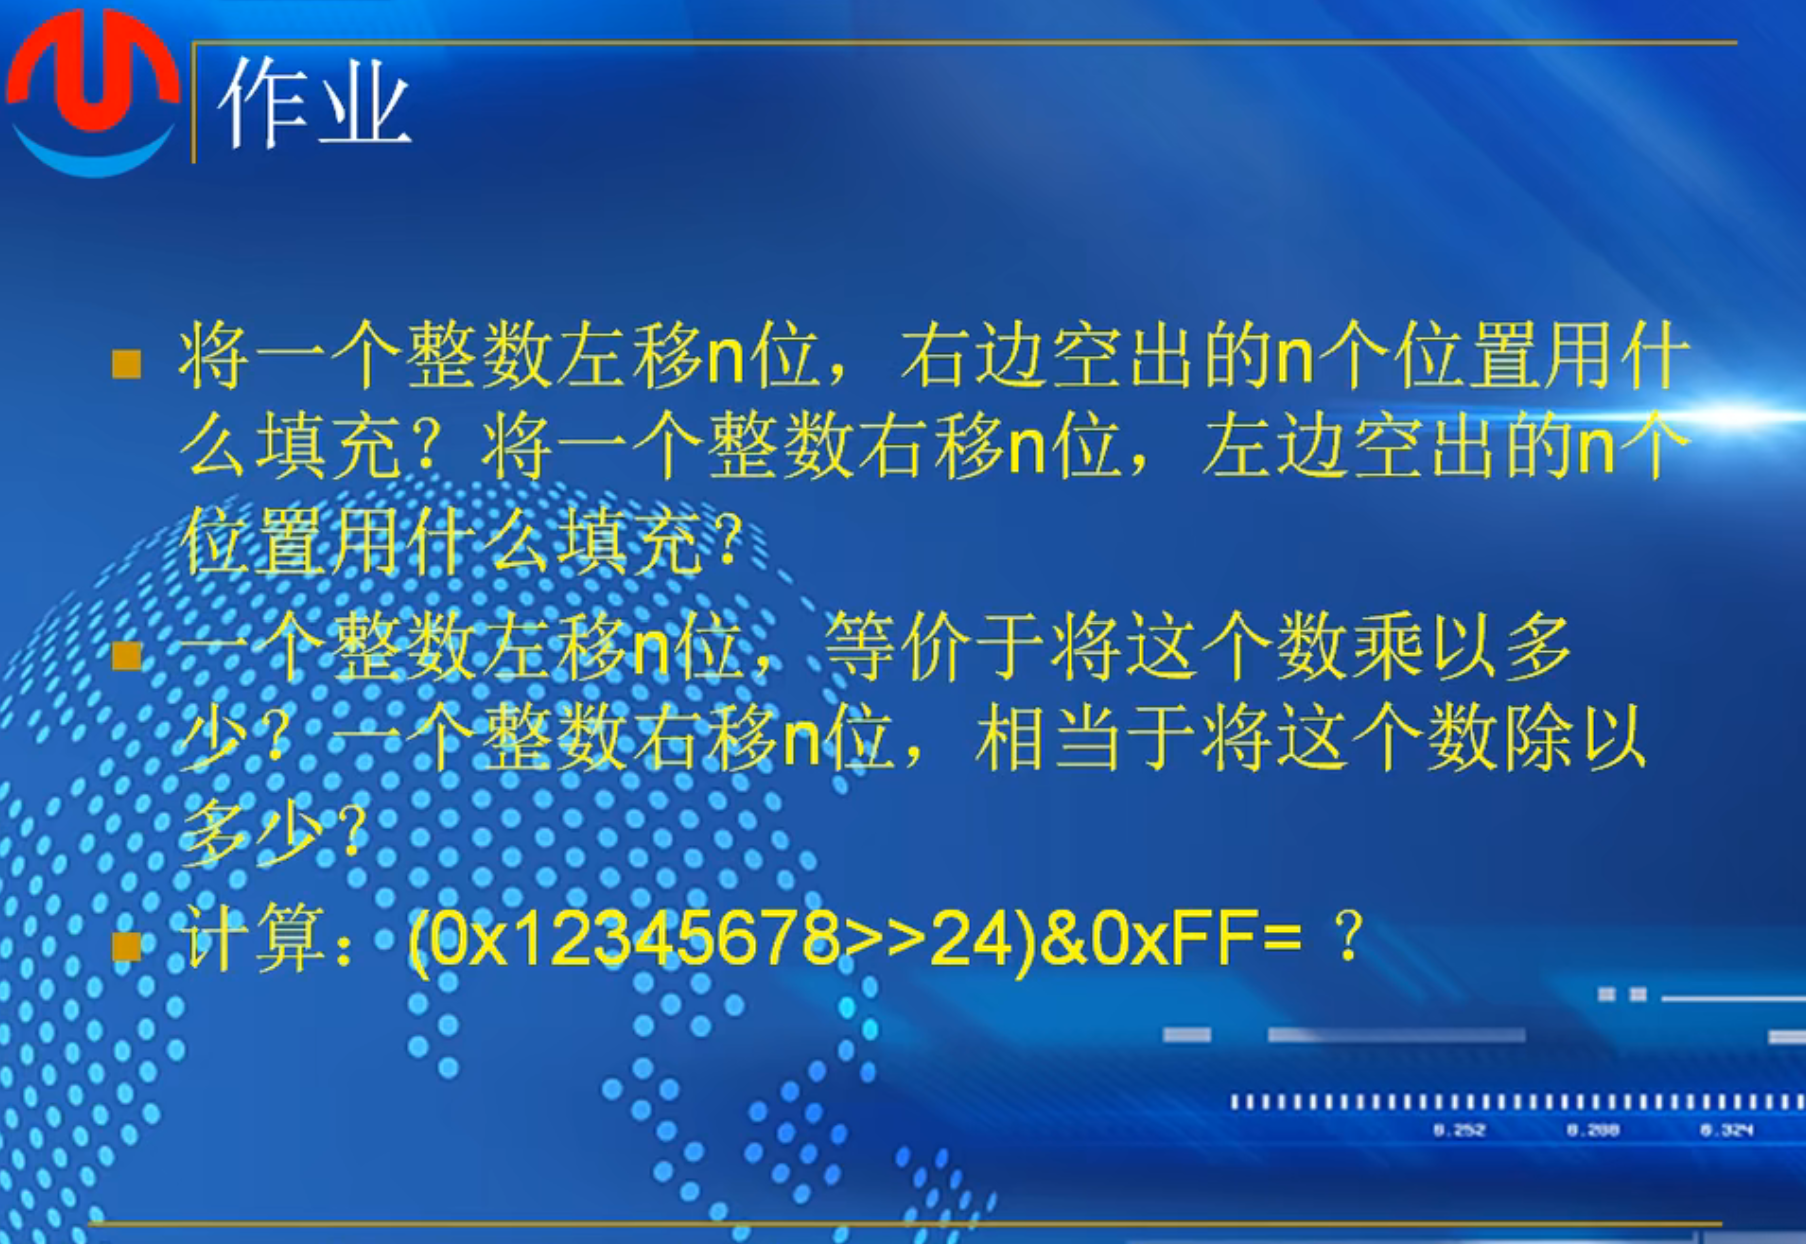 作业
将一个整数左移n位，右边空出的n个位置用什
么填充？将一个整数右移n位，左边空出的n个
位置用什么填充？
一个整数左移n位，等价于将这个数乘以多
少？一个整数右移n位，相当于将这个数除以
多少？
计算：(0x12345678>>24)&0xFF= ？
8.252 8.288 8.324